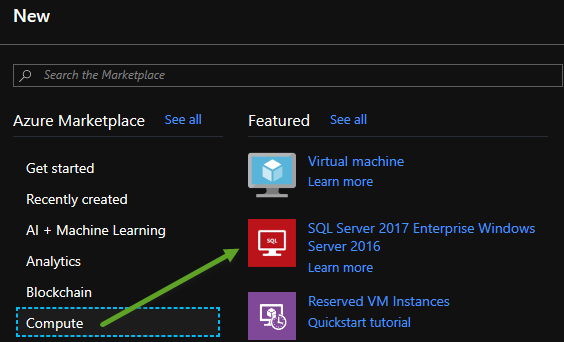 New
Search the Marketplace
Azure Marketplace See all
Get started
Recently created
AI + Machine Learning
Analytics
Blockchain
Compute
Featured See all
Virtual machine
Learn more
SQL
SQL Server 2017 Enterprise Windows
Server 2016
Learn more
Reserved VM Instances
Quickstart tutorial